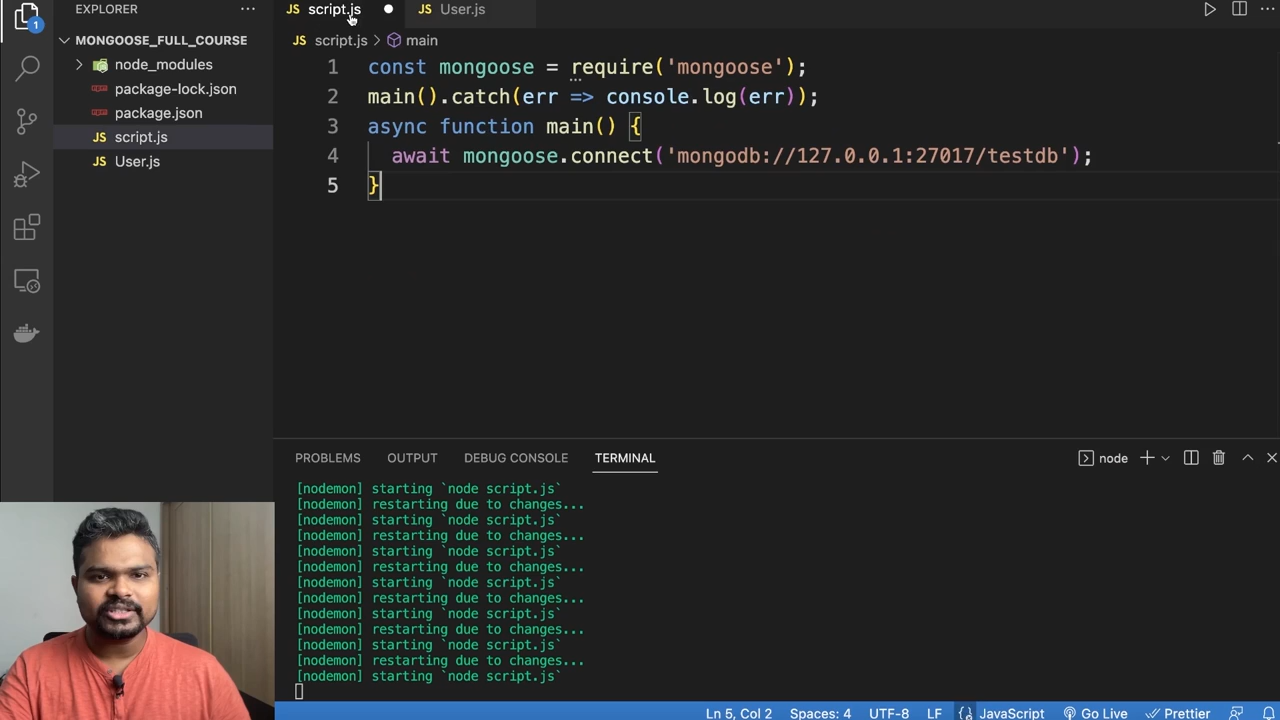 EXPLORER
1
MONGOOSE_FULL_COURSE
node_modules
package-lock.json
package.json
JS script.js
JS User.js
JS script.js
JS User.js
JS script.js > main
1 const mongoose = require('mongoose');
2 main().catch(err => console.log(err));
3 async function main() {
4 await mongoose.connect('mongodb://127.0.0.1:27017/testdb');
5 }
PROBLEMS OUTPUT DEBUG CONSOLE TERMINAL
node
[nodemon] starting `node script.js`
[nodemon] restarting due to changes...
[nodemon] starting `node script.js`
[nodemon] restarting due to changes...
[nodemon] starting `node script.js`
[nodemon] restarting due to changes...
[nodemon] starting `node script.js`
[nodemon] restarting due to changes...
[nodemon] starting `node script.js`
[nodemon] restarting due to changes...
[nodemon] starting `node script.js`
[nodemon] restarting due to changes...
[nodemon] starting `node script.js`
Ln 5, Col 2 Spaces: 4 UTF-8 LF {} JavaScript Go Live Prettier